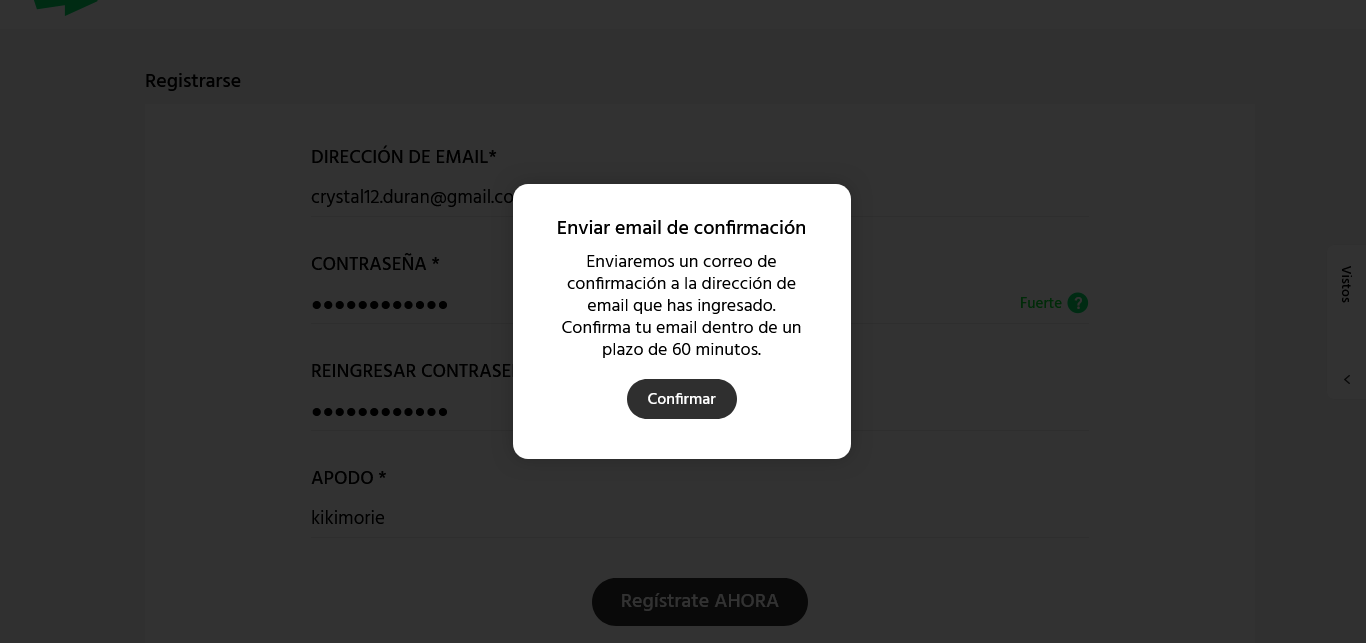 Registrarse
DIRECCIÓN DE EMAIL*
crystal12.duran@gmail.co
CONTRASEÑA *
●●●●●●●●●●●●
Fuerte ?
REINGRESAR CONTRASE
●●●●●●●●●●●●
APODO *
kikimorie
Regístrate AHORA
Enviar email de confirmación
Enviaremos un correo de
confirmación a la dirección de
email que has ingresado.
Confirma tu email dentro de un
plazo de 60 minutos.
Confirmar
Vistos